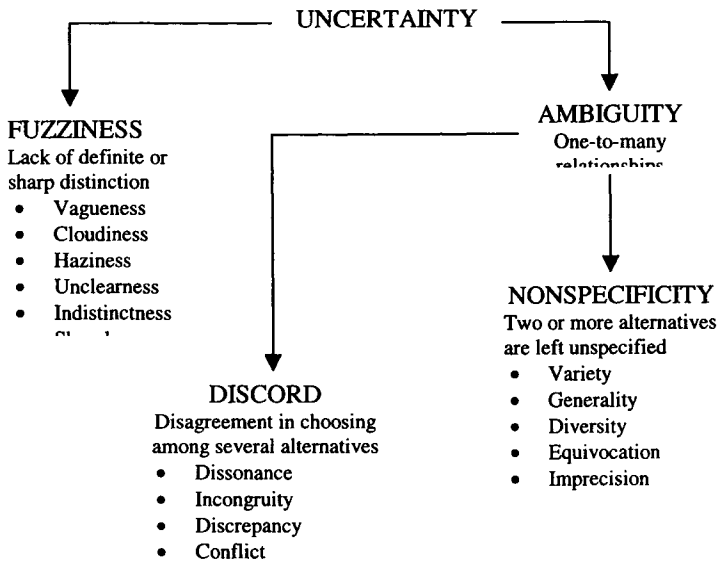 UNCERTAINTY
FUZZINESS
Lack of definite or
sharp distinction
• Vagueness
• Cloudiness
• Haziness
• Unclearness
• Indistinctness
AMBIGUITY
One-to-many
relationships
DISCORD
Disagreement in choosing
among several alternatives
• Dissonance
• Incongruity
• Discrepancy
• Conflict
NONSPECIFICITY
Two or more alternatives
are left unspecified
• Variety
• Generality
• Diversity
• Equivocation
• Imprecision